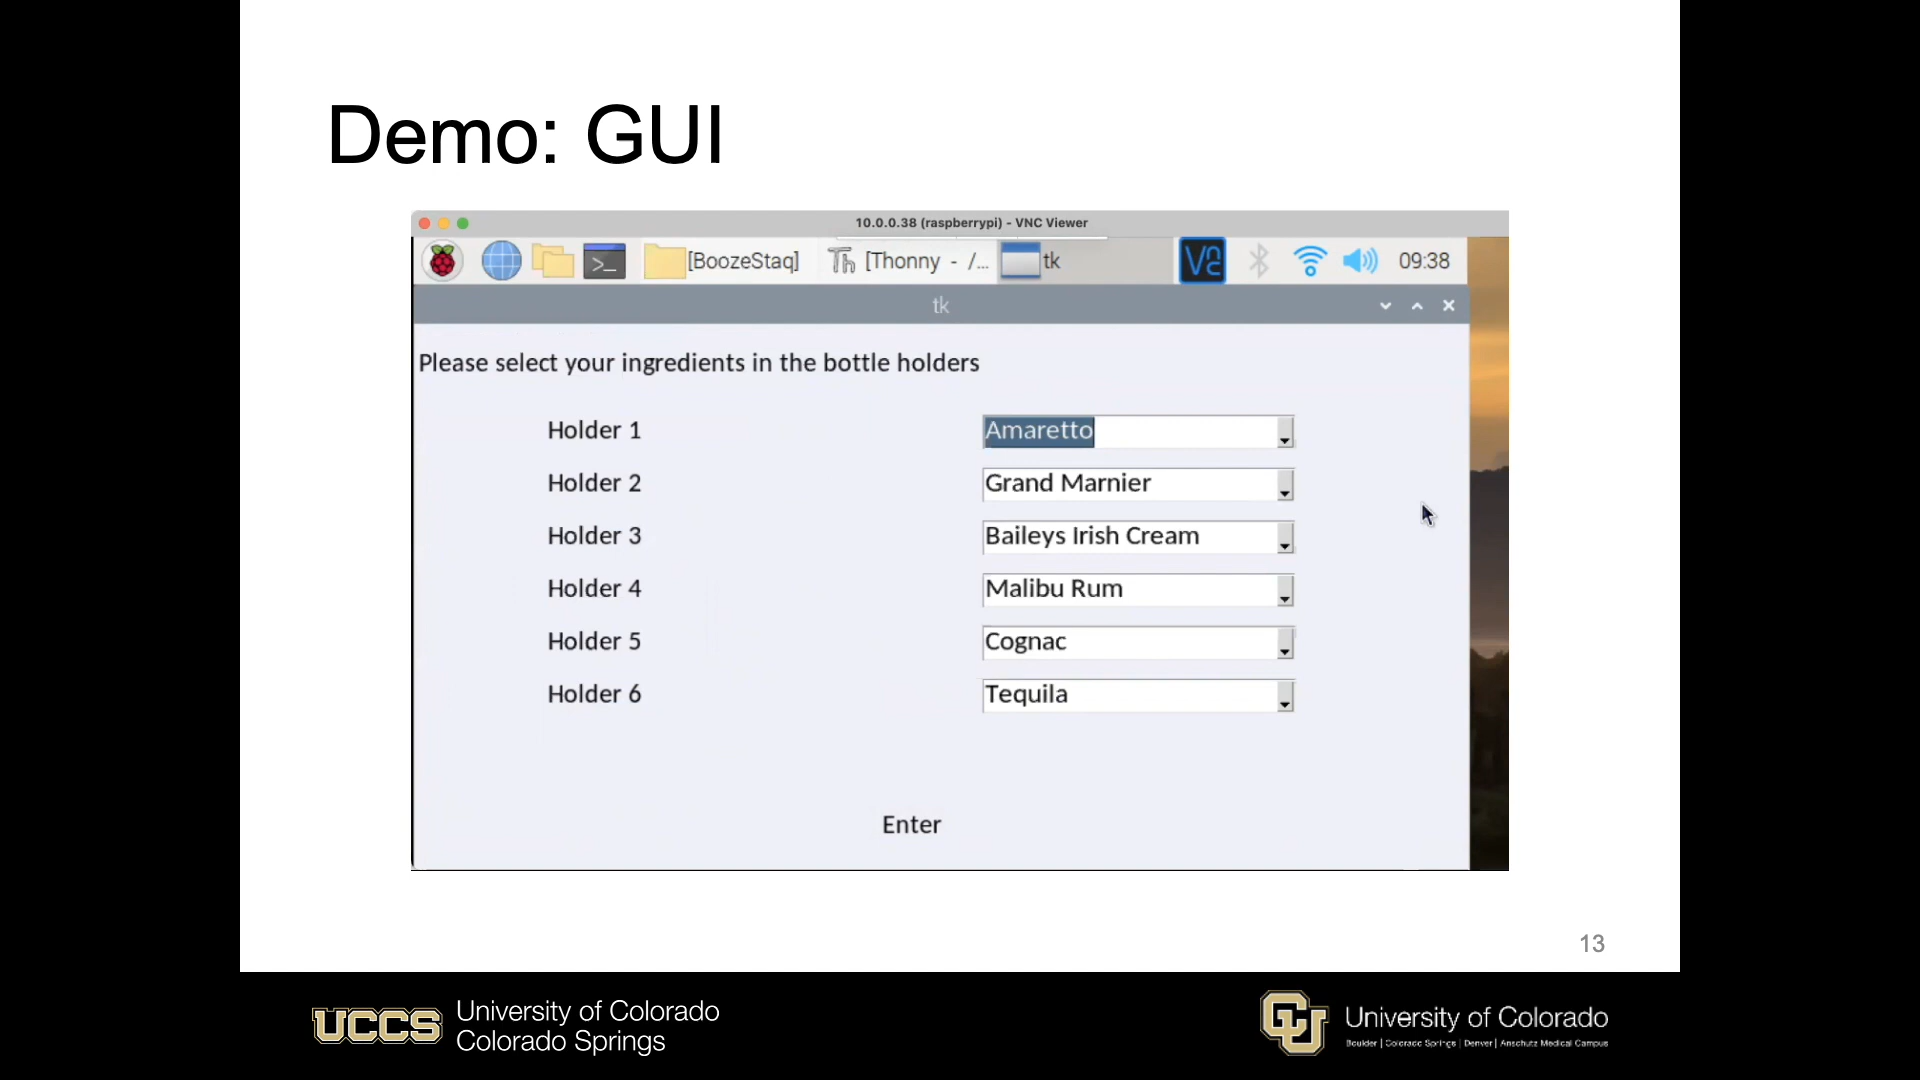 Demo: GUI
10.0.0.38 (raspberrypi) - VNC Viewer
[BoozeStaq] Th [Thonny - /... tk VNC 09:38
tk
Please select your ingredients in the bottle holders
Holder 1 Amaretto
Holder 2 Grand Marnier
Holder 3 Baileys Irish Cream
Holder 4 Malibu Rum
Holder 5 Cognac
Holder 6 Tequila
Enter
13
UCCS University of Colorado
Colorado Springs
CU University of Colorado
Boulder | Colorado Springs | Denver | Anschutz Medical Campus